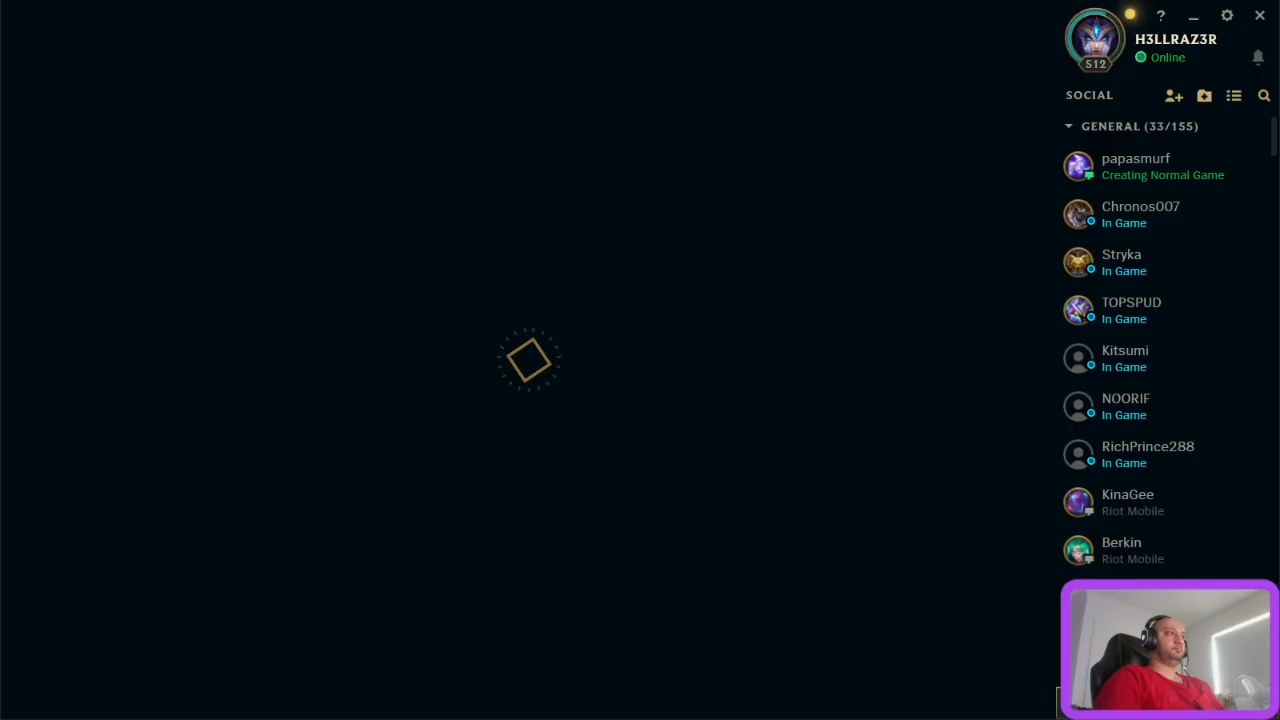 ?
H3LLRAZ3R
Online
512
SOCIAL
GENERAL (33/155)
papasmurf
Creating Normal Game
Chronos007
In Game
Stryka
In Game
TOPSPUD
In Game
Kitsumi
In Game
NOORIF
In Game
RichPrince288
In Game
KinaGee
Riot Mobile
Berkin
Riot Mobile